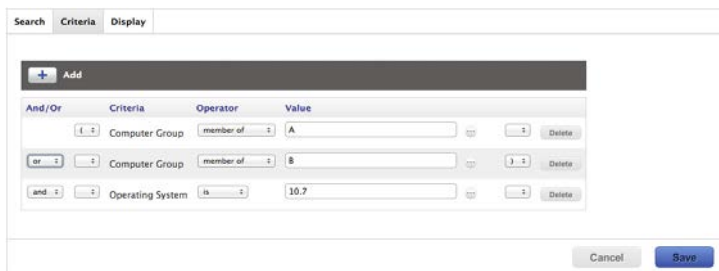 Search Criteria Display
+ Add
And/Or Criteria Operator Value
( Computer Group member of A Delete
or Computer Group member of B ) Delete
and Operating System is 10.7 Delete
Cancel Save